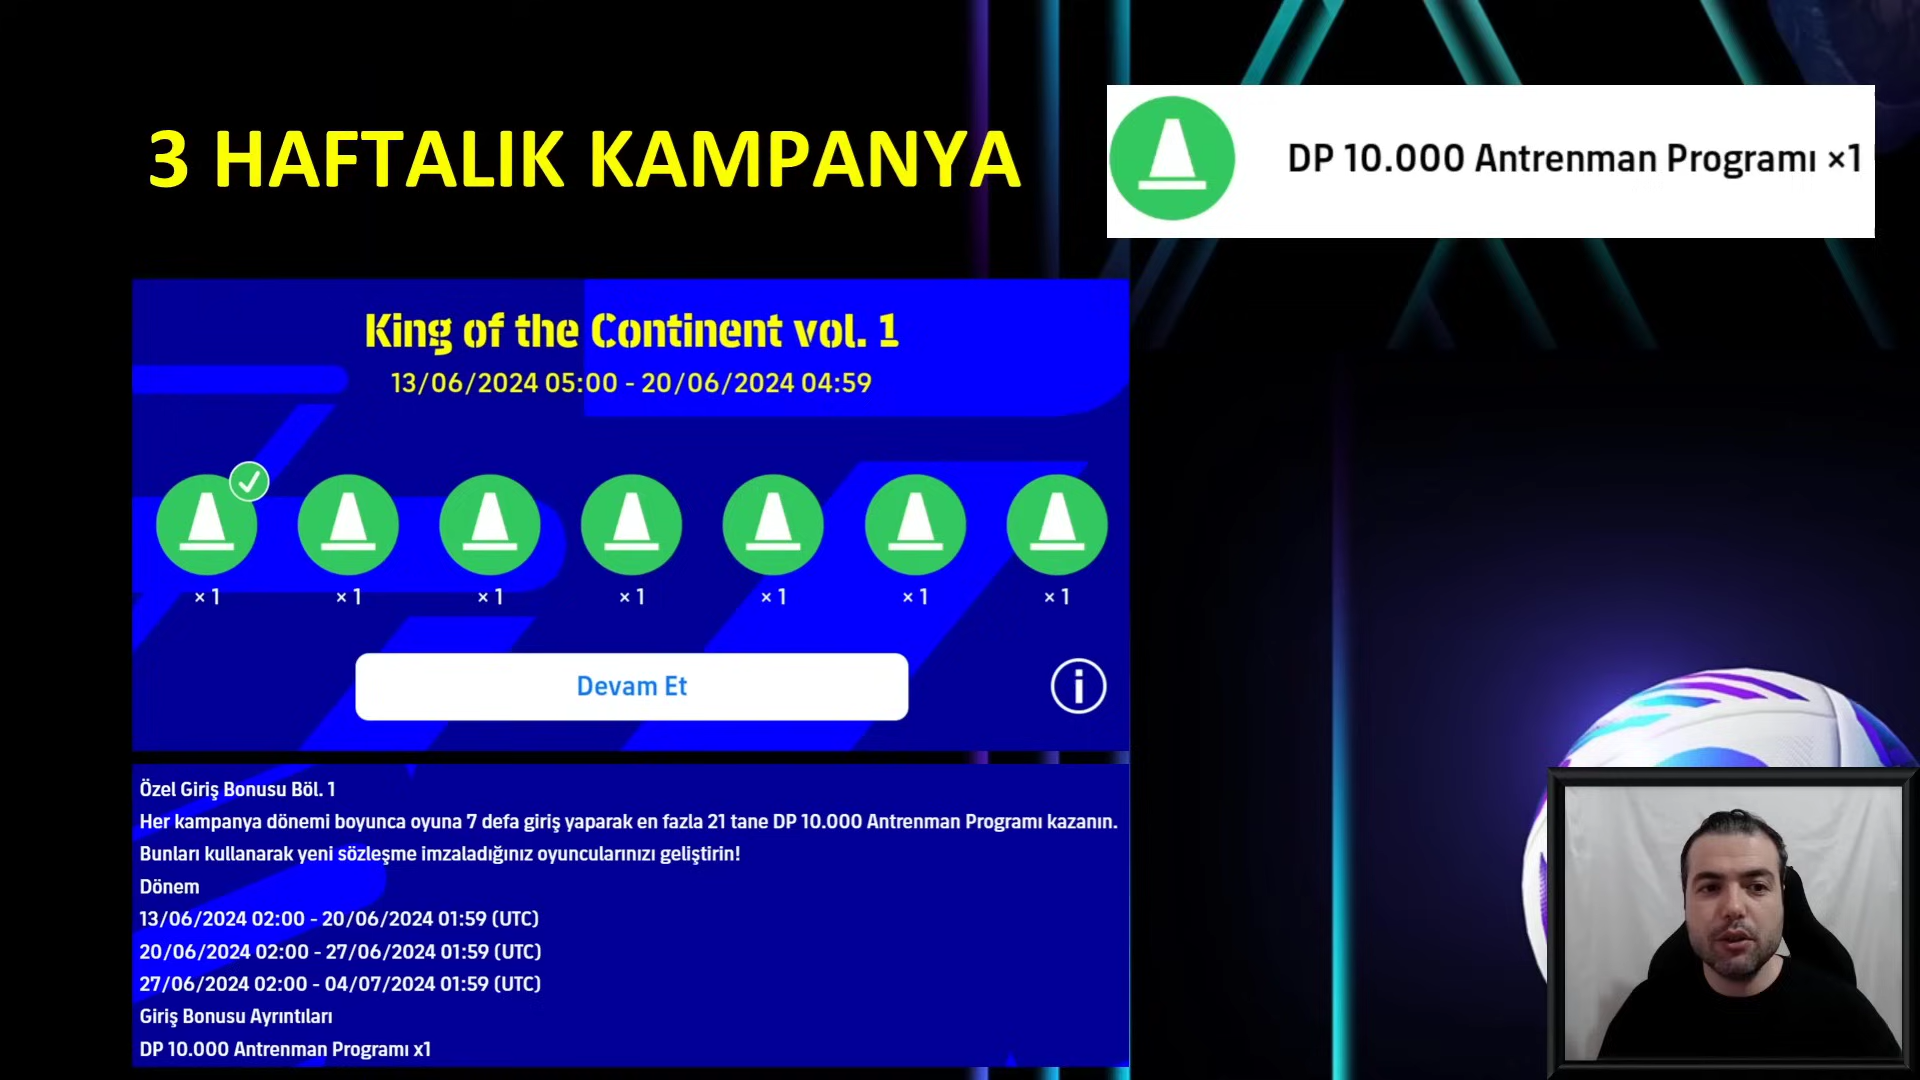 3 HAFTALIK KAMPANYA
DP 10.000 Antrenman Programı ×1
King of the Continent vol. 1
13/06/2024 05:00 - 20/06/2024 04:59
× 1 × 1 × 1 × 1 × 1 × 1 × 1
Devam Et
i
Özel Giriş Bonusu Böl. 1
Her kampanya dönemi boyunca oyuna 7 defa giriş yaparak en fazla 21 tane DP 10.000 Antrenman Programı kazanın.
Bunları kullanarak yeni sözleşme imzaladığınız oyuncularınızı geliştirin!
Dönem
13/06/2024 02:00 - 20/06/2024 01:59 (UTC)
20/06/2024 02:00 - 27/06/2024 01:59 (UTC)
27/06/2024 02:00 - 04/07/2024 01:59 (UTC)
Giriş Bonusu Ayrıntıları
DP 10.000 Antrenman Programı x1